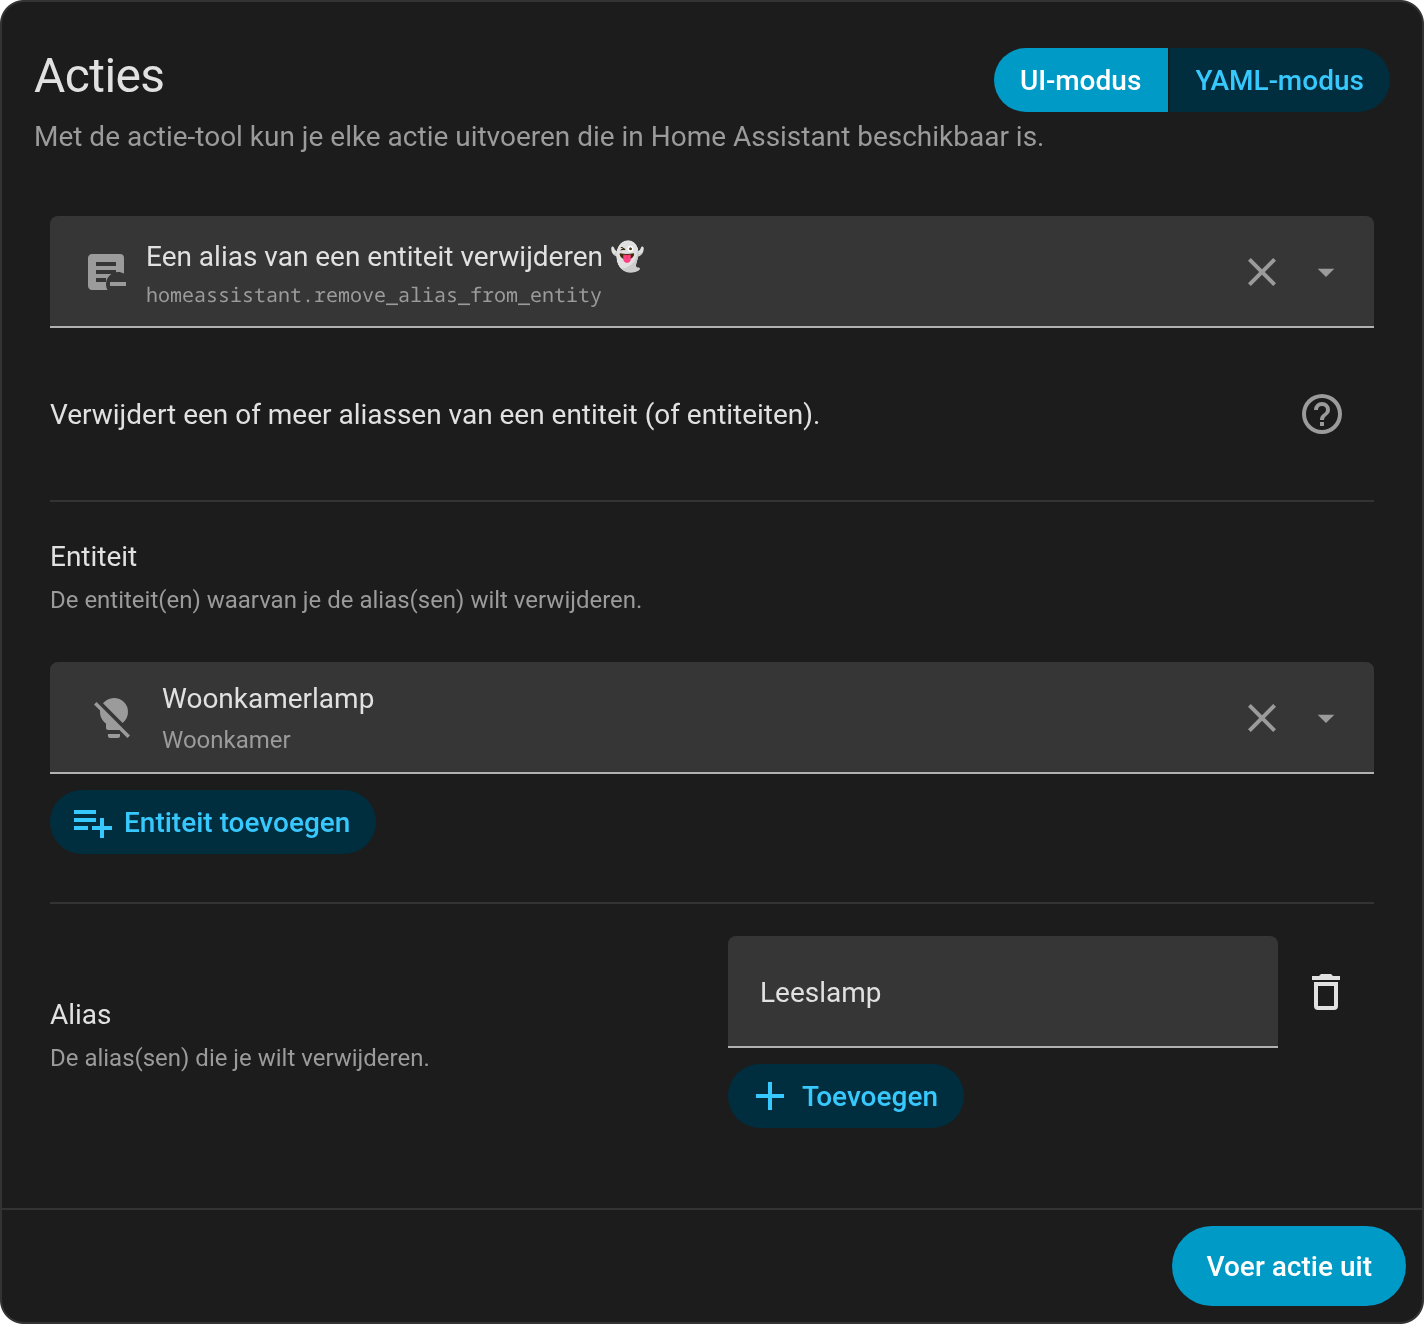 Acties
UI-modus
YAML-modus
Met de actie-tool kun je elke actie uitvoeren die in Home Assistant beschikbaar is.
Een alias van een entiteit verwijderen 👻
homeassistant.remove_alias_from_entity
Verwijdert een of meer aliassen van een entiteit (of entiteiten).
Entiteit
De entiteit(en) waarvan je de alias(sen) wilt verwijderen.
Woonkamerlamp
Woonkamer
Entiteit toevoegen
Leeslamp
Alias
De alias(sen) die je wilt verwijderen.
Toevoegen
Voer actie uit